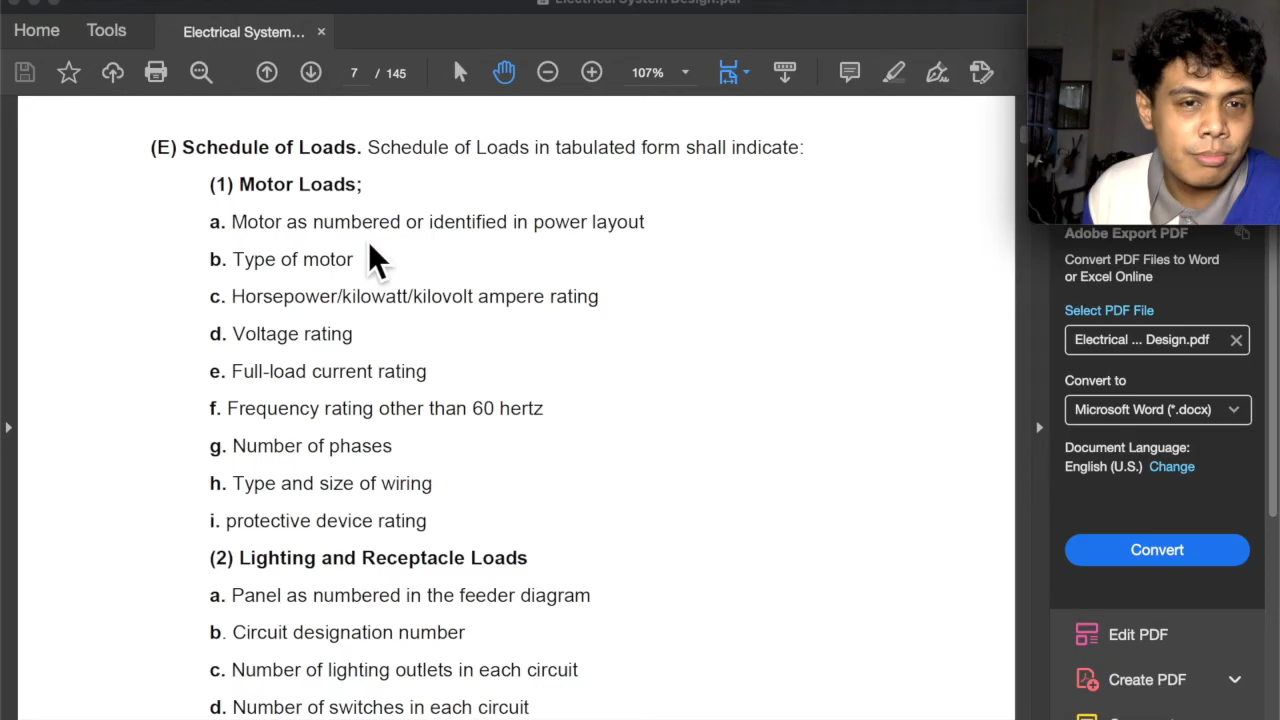 Electrical System Design.pdf
Home
Tools
Electrical System...
×
7 / 145
107%
(E) Schedule of Loads. Schedule of Loads in tabulated form shall indicate:
(1) Motor Loads;
a. Motor as numbered or identified in power layout
b. Type of motor
c. Horsepower/kilowatt/kilovolt ampere rating
d. Voltage rating
e. Full-load current rating
f. Frequency rating other than 60 hertz
g. Number of phases
h. Type and size of wiring
i. protective device rating
(2) Lighting and Receptacle Loads
a. Panel as numbered in the feeder diagram
b. Circuit designation number
c. Number of lighting outlets in each circuit
d. Number of switches in each circuit
Adobe Export PDF
Convert PDF Files to Word
or Excel Online
Select PDF File
Electrical ... Design.pdf
Convert to
Microsoft Word (*.docx)
Document Language:
English (U.S.) Change
Convert
Edit PDF
Create PDF